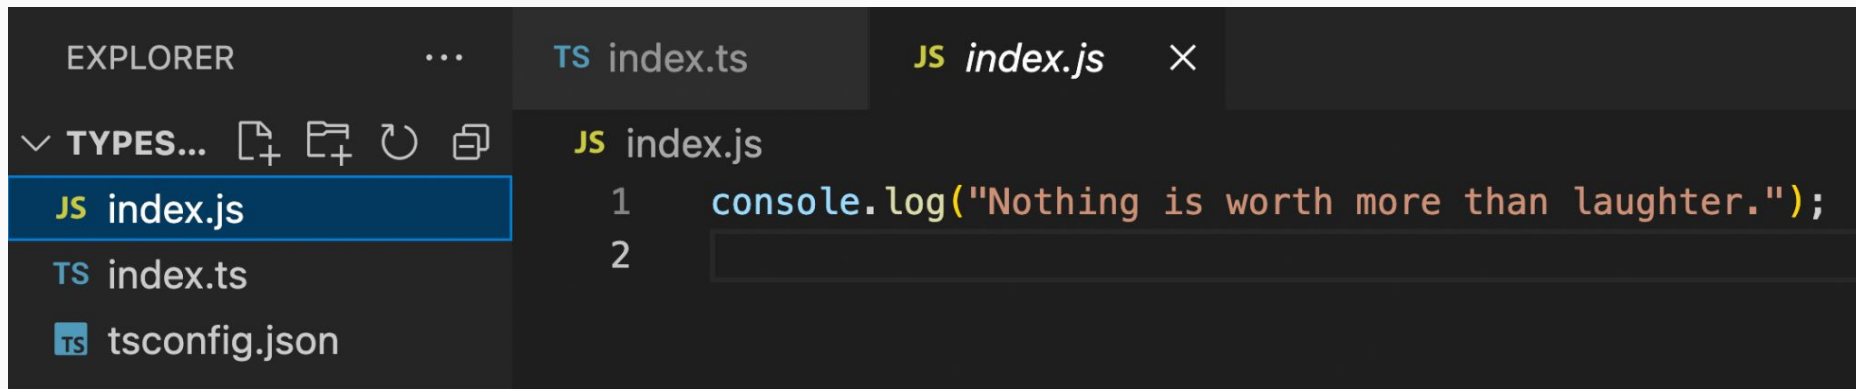 EXPLORER ...
TYPES...
JS index.js
TS index.ts
TS tsconfig.json
TS index.ts
JS index.js
JS index.js
1 console.log("Nothing is worth more than laughter.");
2